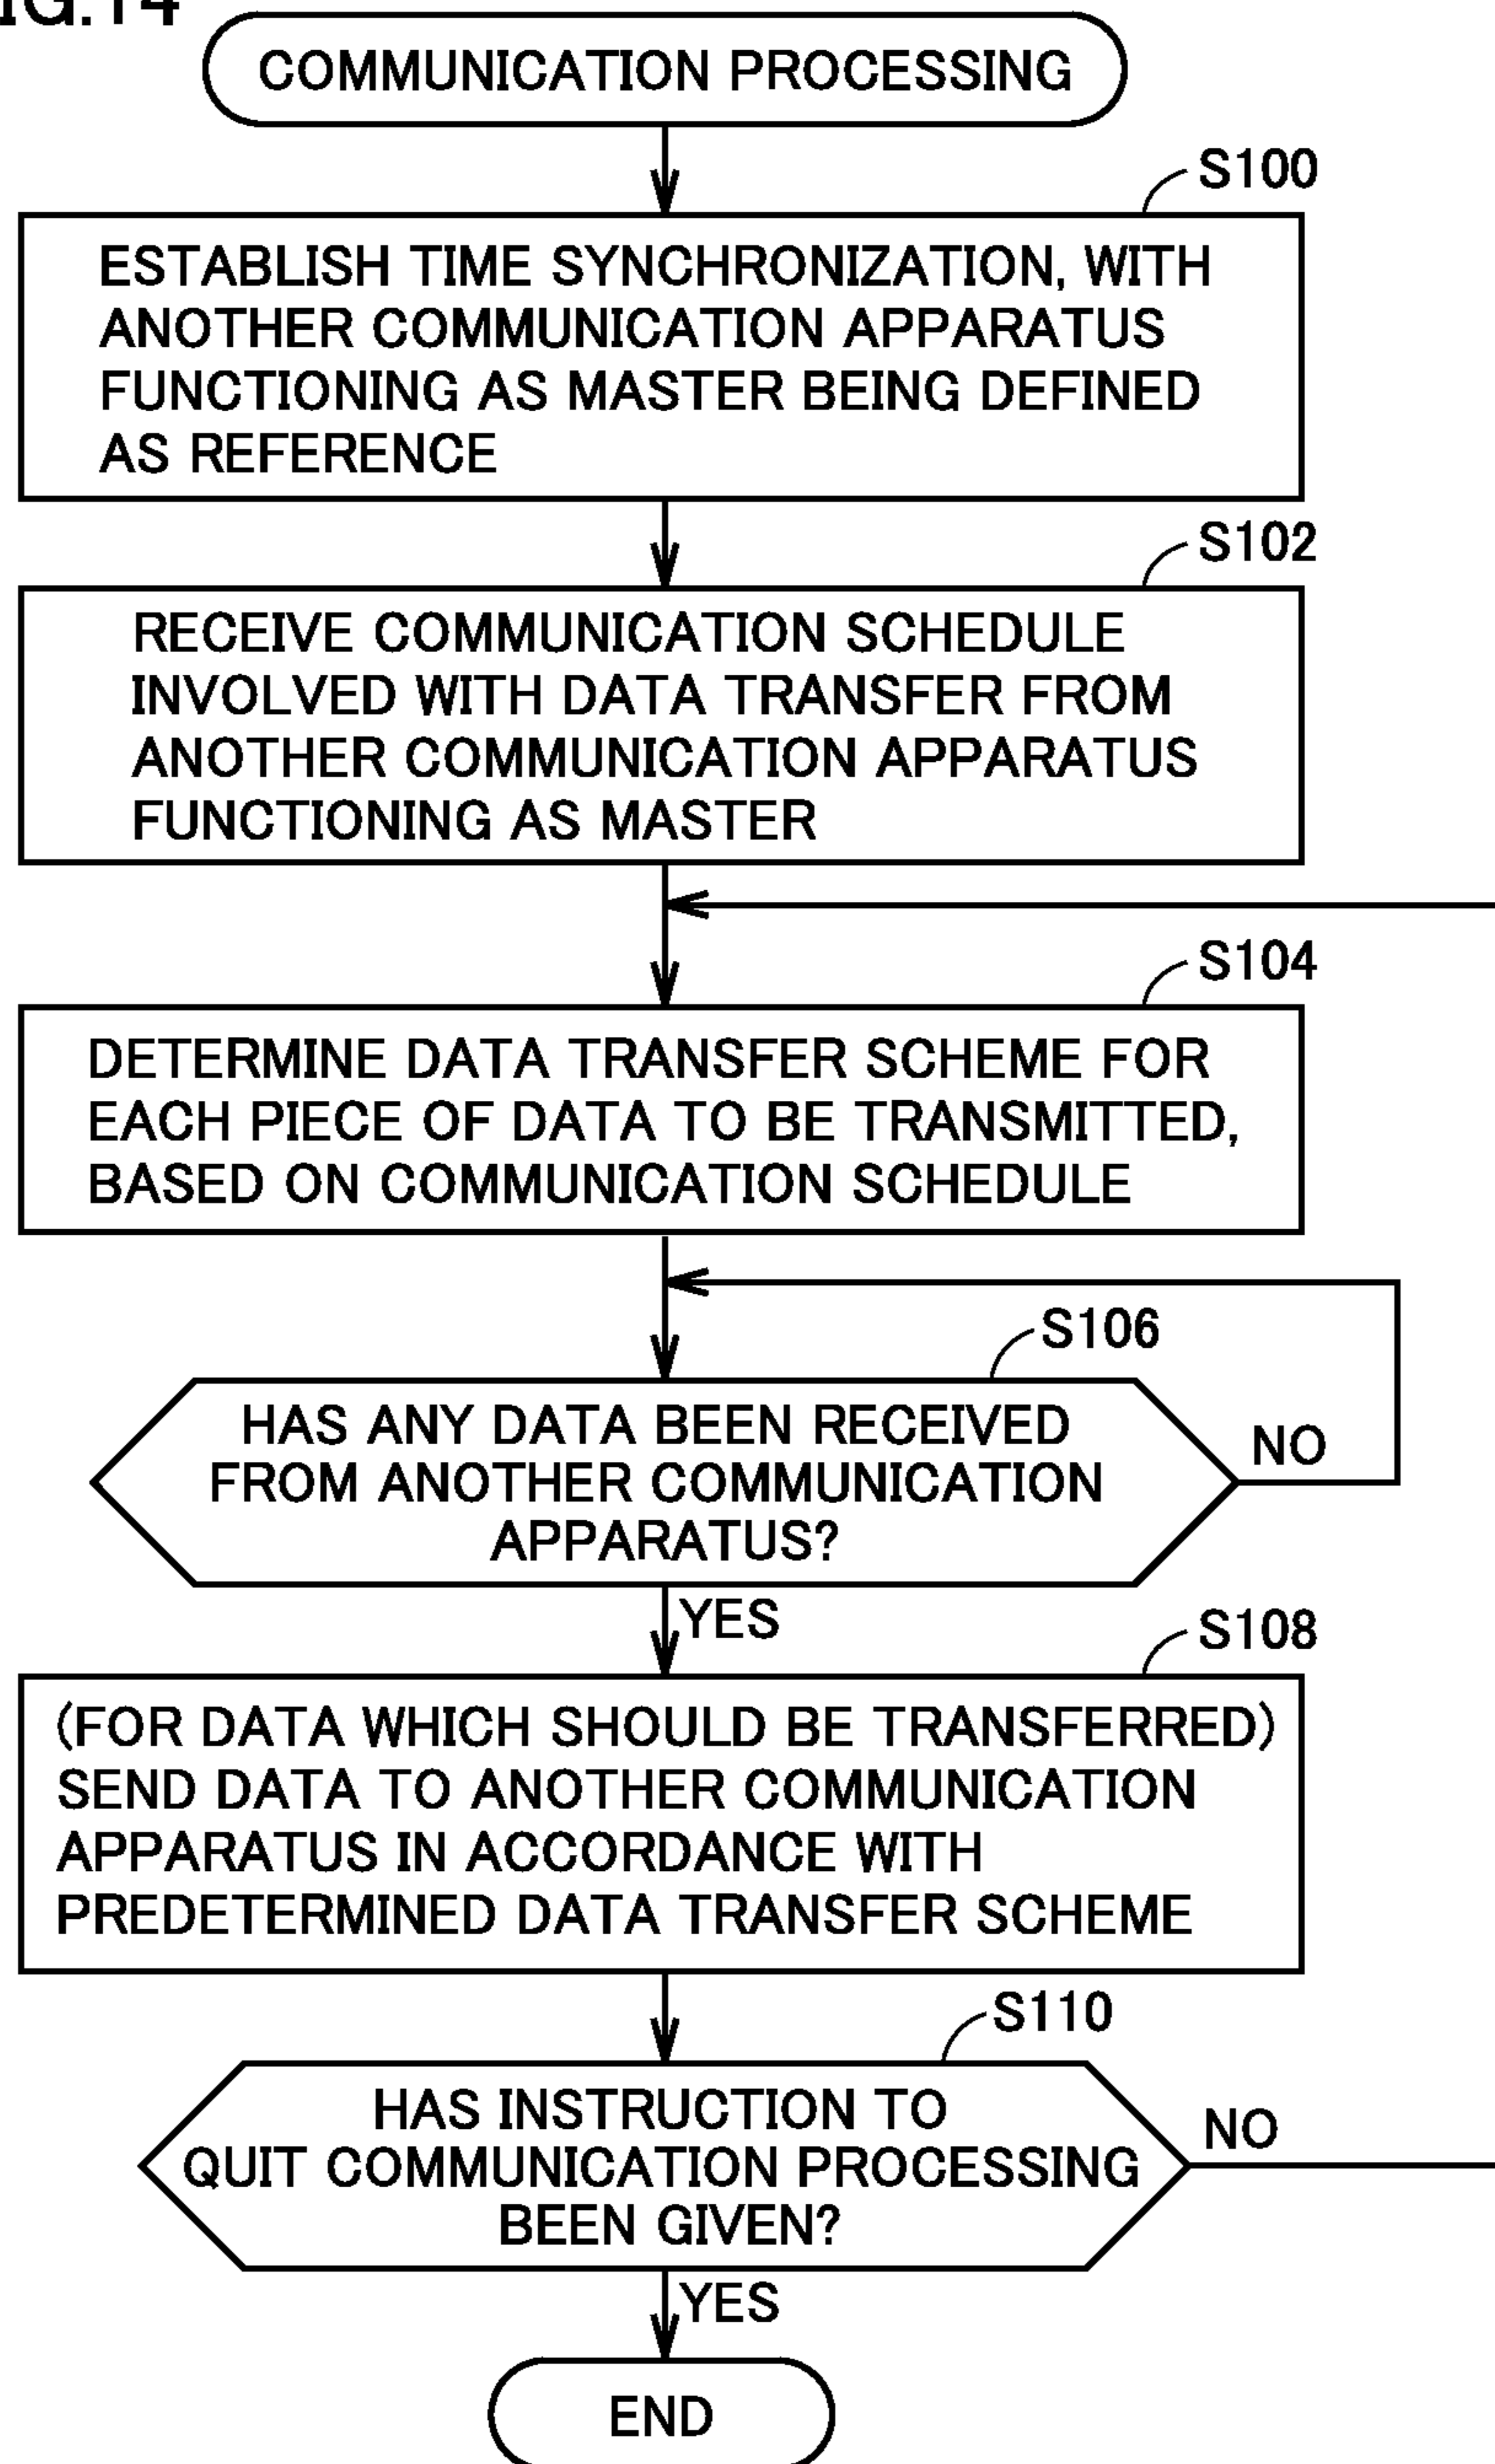 IG.14
COMMUNICATION PROCESSING
S100
ESTABLISH TIME SYNCHRONIZATION, WITH
ANOTHER COMMUNICATION APPARATUS
FUNCTIONING AS MASTER BEING DEFINED
AS REFERENCE
S102
RECEIVE COMMUNICATION SCHEDULE
INVOLVED WITH DATA TRANSFER FROM
ANOTHER COMMUNICATION APPARATUS
FUNCTIONING AS MASTER
S104
DETERMINE DATA TRANSFER SCHEME FOR
EACH PIECE OF DATA TO BE TRANSMITTED,
BASED ON COMMUNICATION SCHEDULE
S106
HAS ANY DATA BEEN RECEIVED
FROM ANOTHER COMMUNICATION
APPARATUS?
NO
YES
S108
(FOR DATA WHICH SHOULD BE TRANSFERRED)
SEND DATA TO ANOTHER COMMUNICATION
APPARATUS IN ACCORDANCE WITH
PREDETERMINED DATA TRANSFER SCHEME
S110
HAS INSTRUCTION TO
QUIT COMMUNICATION PROCESSING
BEEN GIVEN?
NO
YES
END